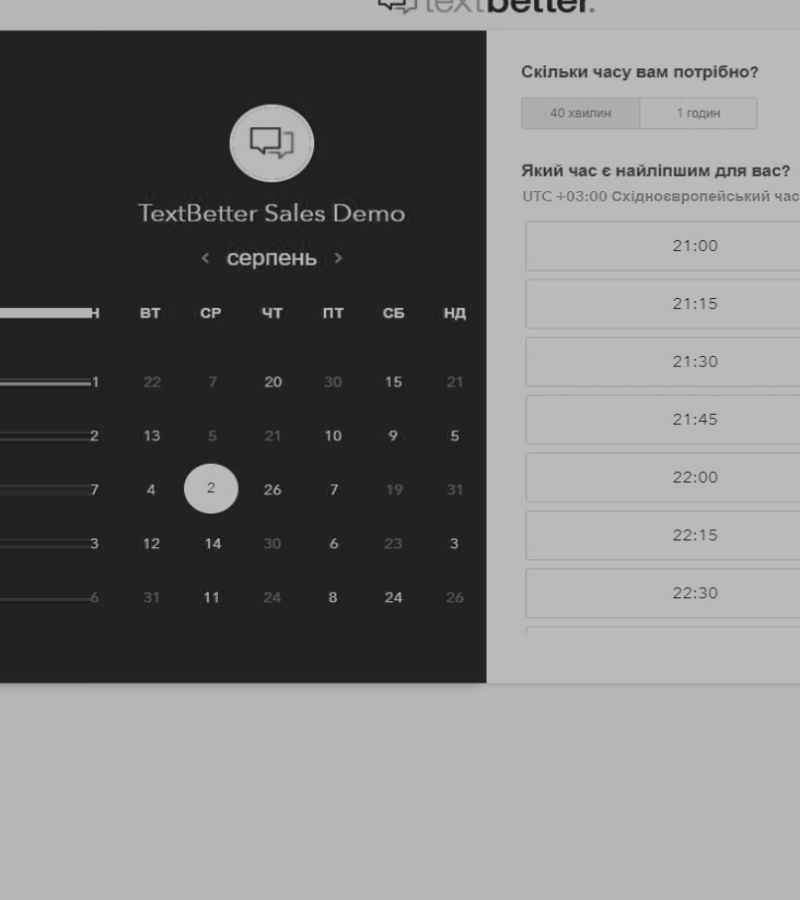 textbetter.
Скільки часу вам потрібно?
40 хвилин 1 годин
Який час є найліпшим для вас?
UTC +03:00 Східноєвропейський час
21:00
21:15
21:30
21:45
22:00
22:15
22:30
TextBetter Sales Demo
< серпень >
Н ВТ СР ЧТ ПТ СБ НД
1 22 7 20 30 15 21
2 13 5 21 10 9 5
7 4 2 26 7 19 31
3 12 14 30 6 23 3
6 31 11 24 8 24 26